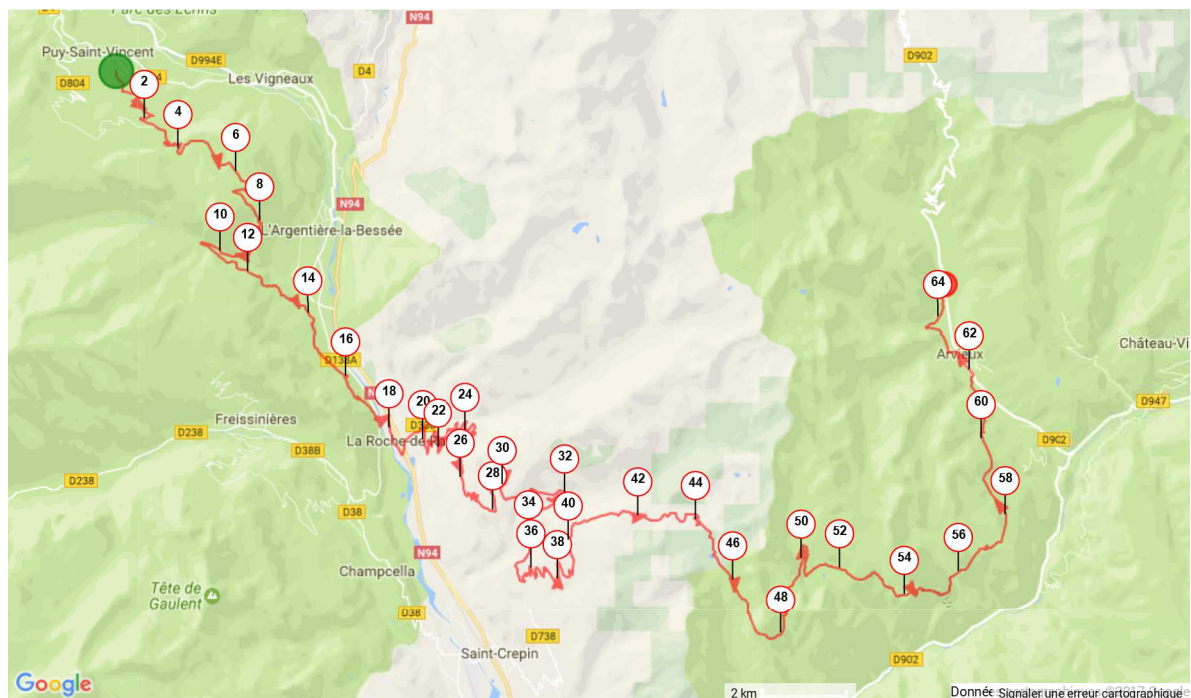 Parc des Écrins
N94
Puy-Saint-Vincent
D994E
D902
D804
Les Vigneaux
D4
2
4
6
8
N94
10
12
L'Argentière-la-Bessée
14
64
16
62
Arvieux
Château-Vi
D138A
18
20
22
24
60
D947
Freissinières
D238
La Roche-de-
D902
D38B
26
30
32
28
42
44
58
D238
34
40
D38
50
36
38
52
46
56
54
N94
Champcella
Tête de
Gaulent
48
D38
D738
Saint-Crepin
D902
Google
2 km
Signaler une erreur cartographique